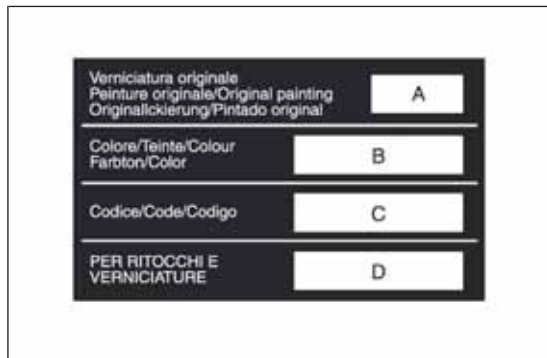 Verniciatura originale
Peinture originale/Original painting
Originallckierung/Pintado original
A
Colore/Teinte/Colour
Farbton/Color
B
Codice/Code/Codigo
C
PER RITOCCHI E
VERNICIATURE
D